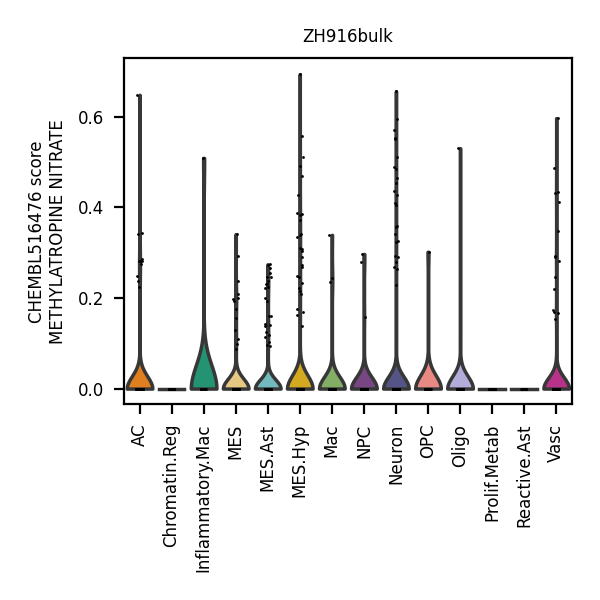 ZH916bulk
CHEMBL516476 score
METHYLATROPINE NITRATE
0.6
0.4
0.2
0.0
AC
Chromatin.Reg
Inflammatory.Mac
MES
MES.Ast
MES.Hyp
Mac
NPC
Neuron
OPC
Oligo
Prolif.Metab
Reactive.Ast
Vasc